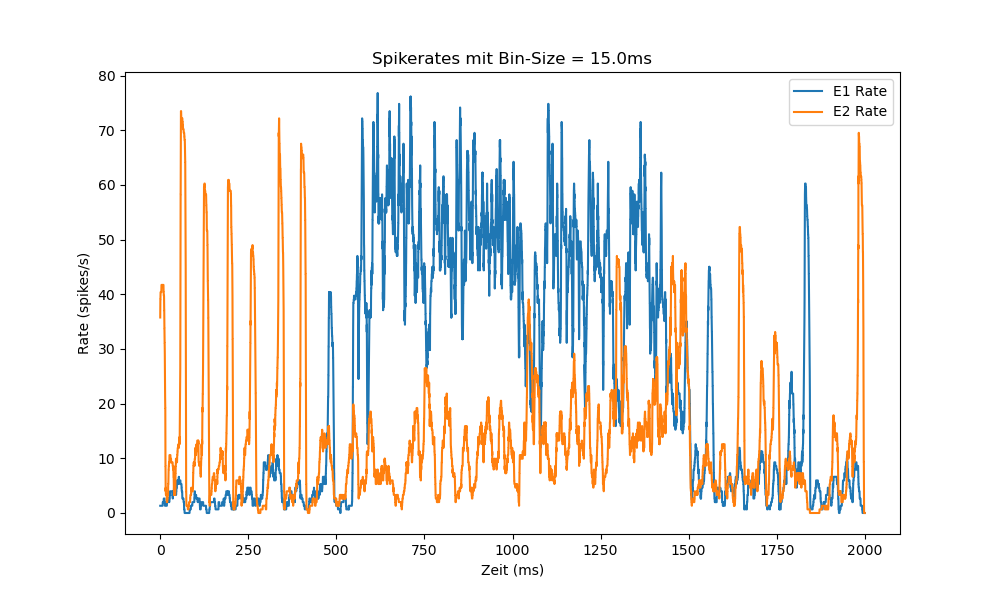 Spikerates mit Bin-Size = 15.0ms
80
70
60
50
40
30
20
10
0
Rate (spikes/s)
E1 Rate
E2 Rate
0 250 500 750 1000 1250 1500 1750 2000
Zeit (ms)